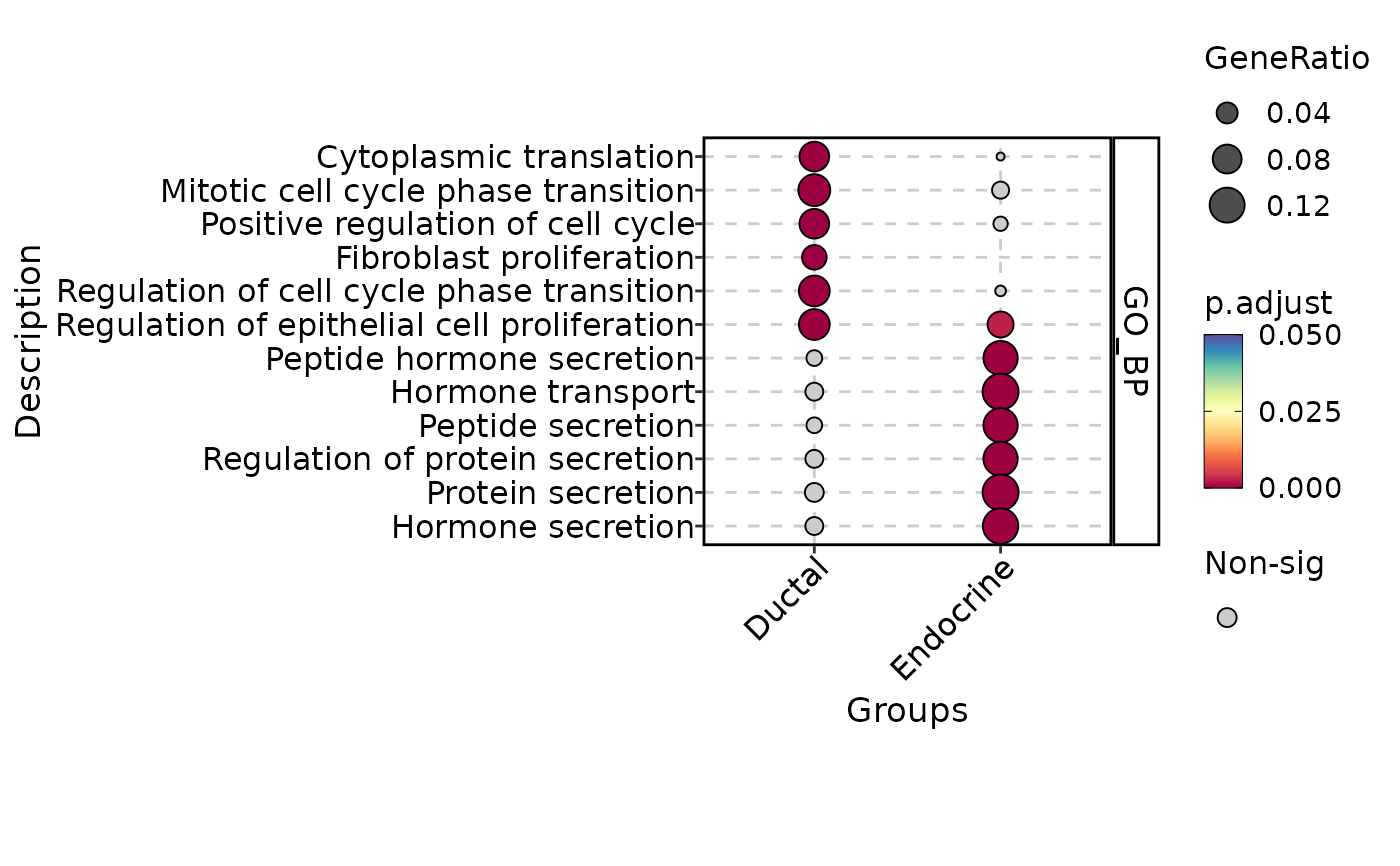 Description
Cytoplasmic translation
Mitotic cell cycle phase transition
Positive regulation of cell cycle
Fibroblast proliferation
Regulation of cell cycle phase transition
Regulation of epithelial cell proliferation
Peptide hormone secretion
Hormone transport
Peptide secretion
Regulation of protein secretion
Protein secretion
Hormone secretion
Ductal
Endocrine
Groups
GO_BP
GeneRatio
0.04
0.08
0.12
p.adjust
0.050
0.025
0.000
Non-sig